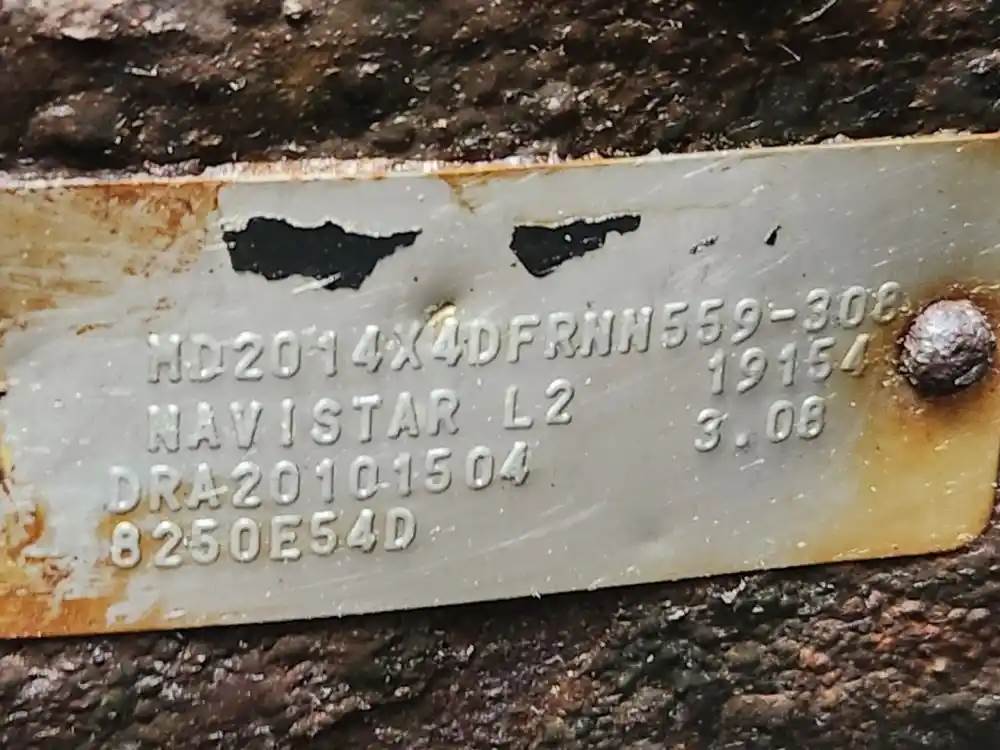 MD2014X4DFRNN559-308
NAVISTAR L2 19154
DRA20101504 3.08
8250E54D